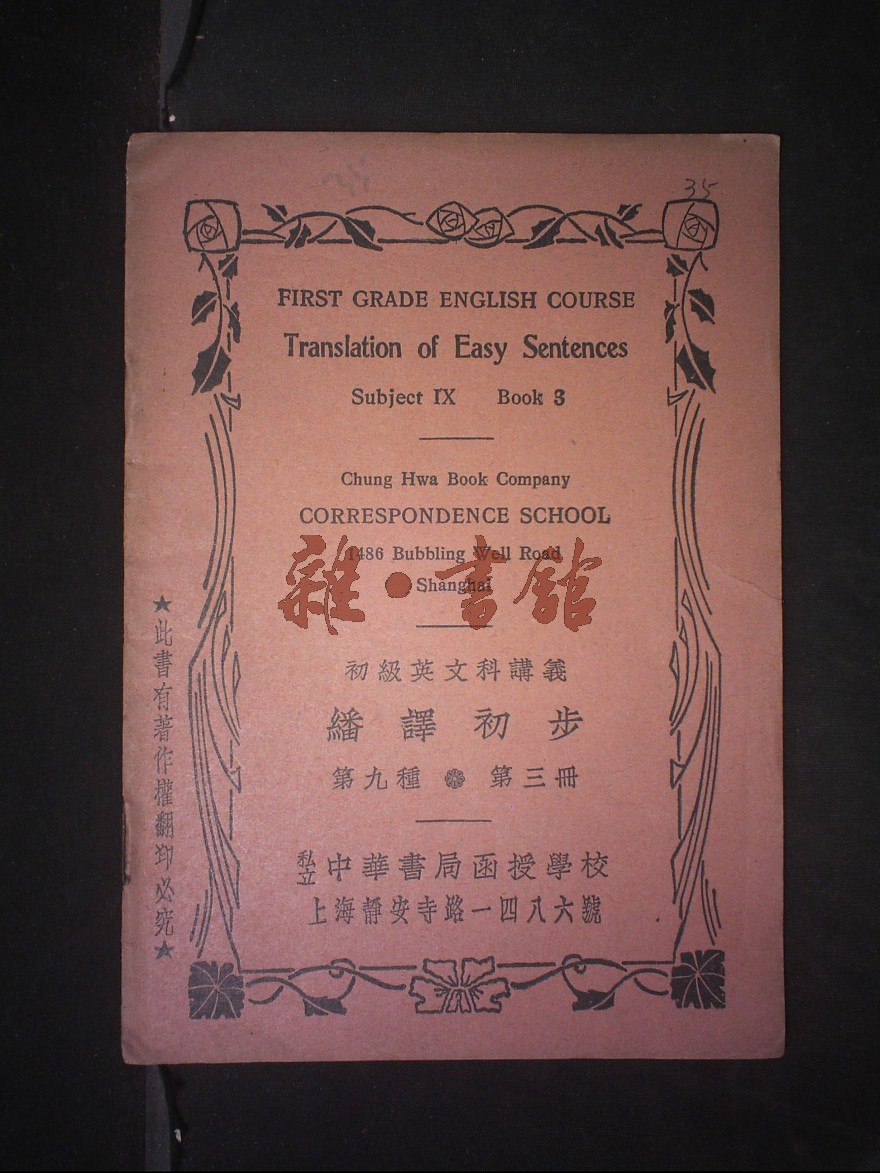 35
FIRST GRADE ENGLISH COURSE
Translation of Easy Sentences
Subject IX Book 3
Chung Hwa Book Company
CORRESPONDENCE SCHOOL
1486 Bubbling Well Road
Shanghai
雜•書館
初級英文科講義
繙譯初步
第九種 第三冊
私立中華書局函授學校
上海靜安寺路一四八六號
★此書有著作權翻印必究★